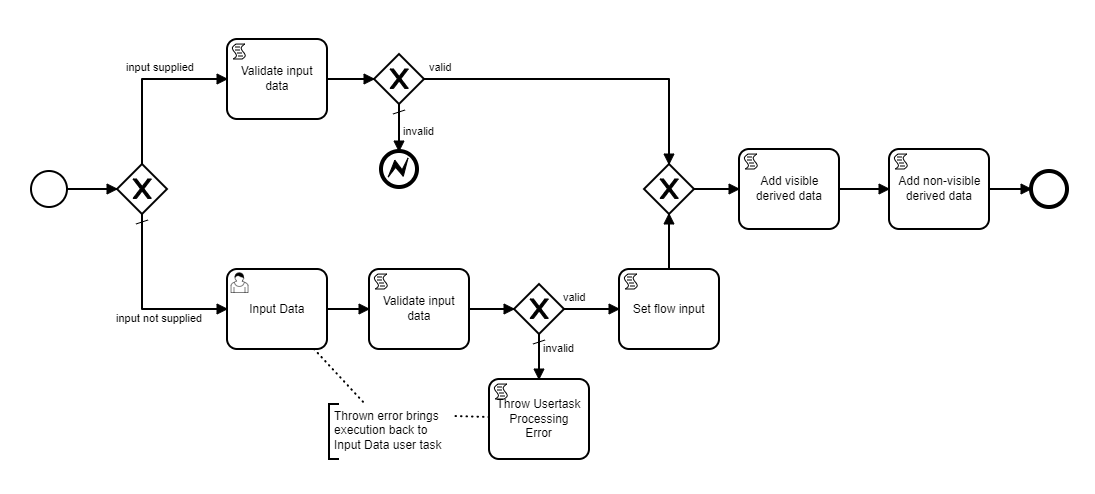 input supplied
Validate input
data
valid
invalid
Add visible
derived data
Add non-visible
derived data
input not supplied
Input Data
Validate input
data
valid
invalid
Set flow input
Throw Usertask
Processing
Error
Thrown error brings
execution back to
Input Data user task